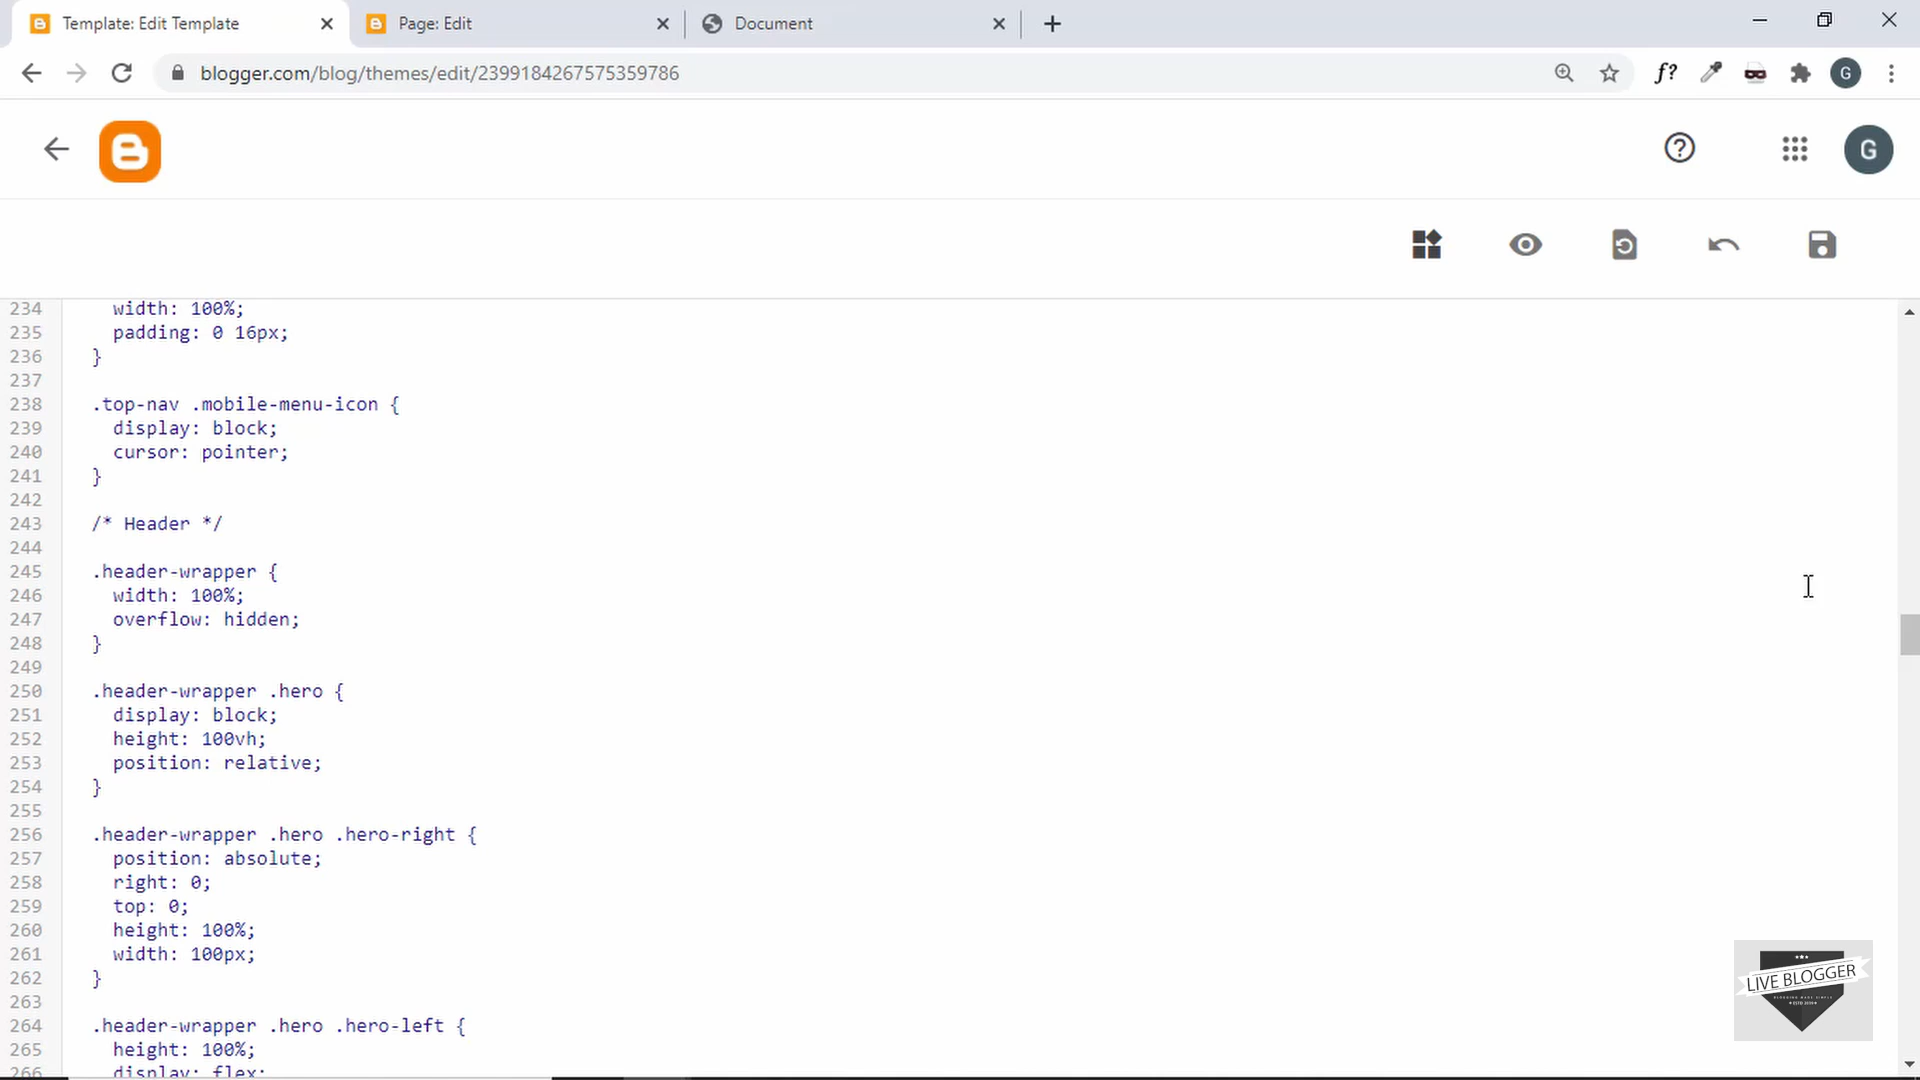 Template: Edit Template
Page: Edit
Document
blogger.com/blog/themes/edit/2399184267575359786
f?
G
G
234 width: 100%;
235 padding: 0 16px;
236 }
237
238 .top-nav .mobile-menu-icon {
239 display: block;
240 cursor: pointer;
241 }
242
243 /* Header */
244
245 .header-wrapper {
246 width: 100%;
247 overflow: hidden;
248 }
249
250 .header-wrapper .hero {
251 display: block;
252 height: 100vh;
253 position: relative;
254 }
255
256 .header-wrapper .hero .hero-right {
257 position: absolute;
258 right: 0;
259 top: 0;
260 height: 100%;
261 width: 100px;
262 }
263
264 .header-wrapper .hero .hero-left {
265 height: 100%;
266 display: flex;
LIVE BLOGGER